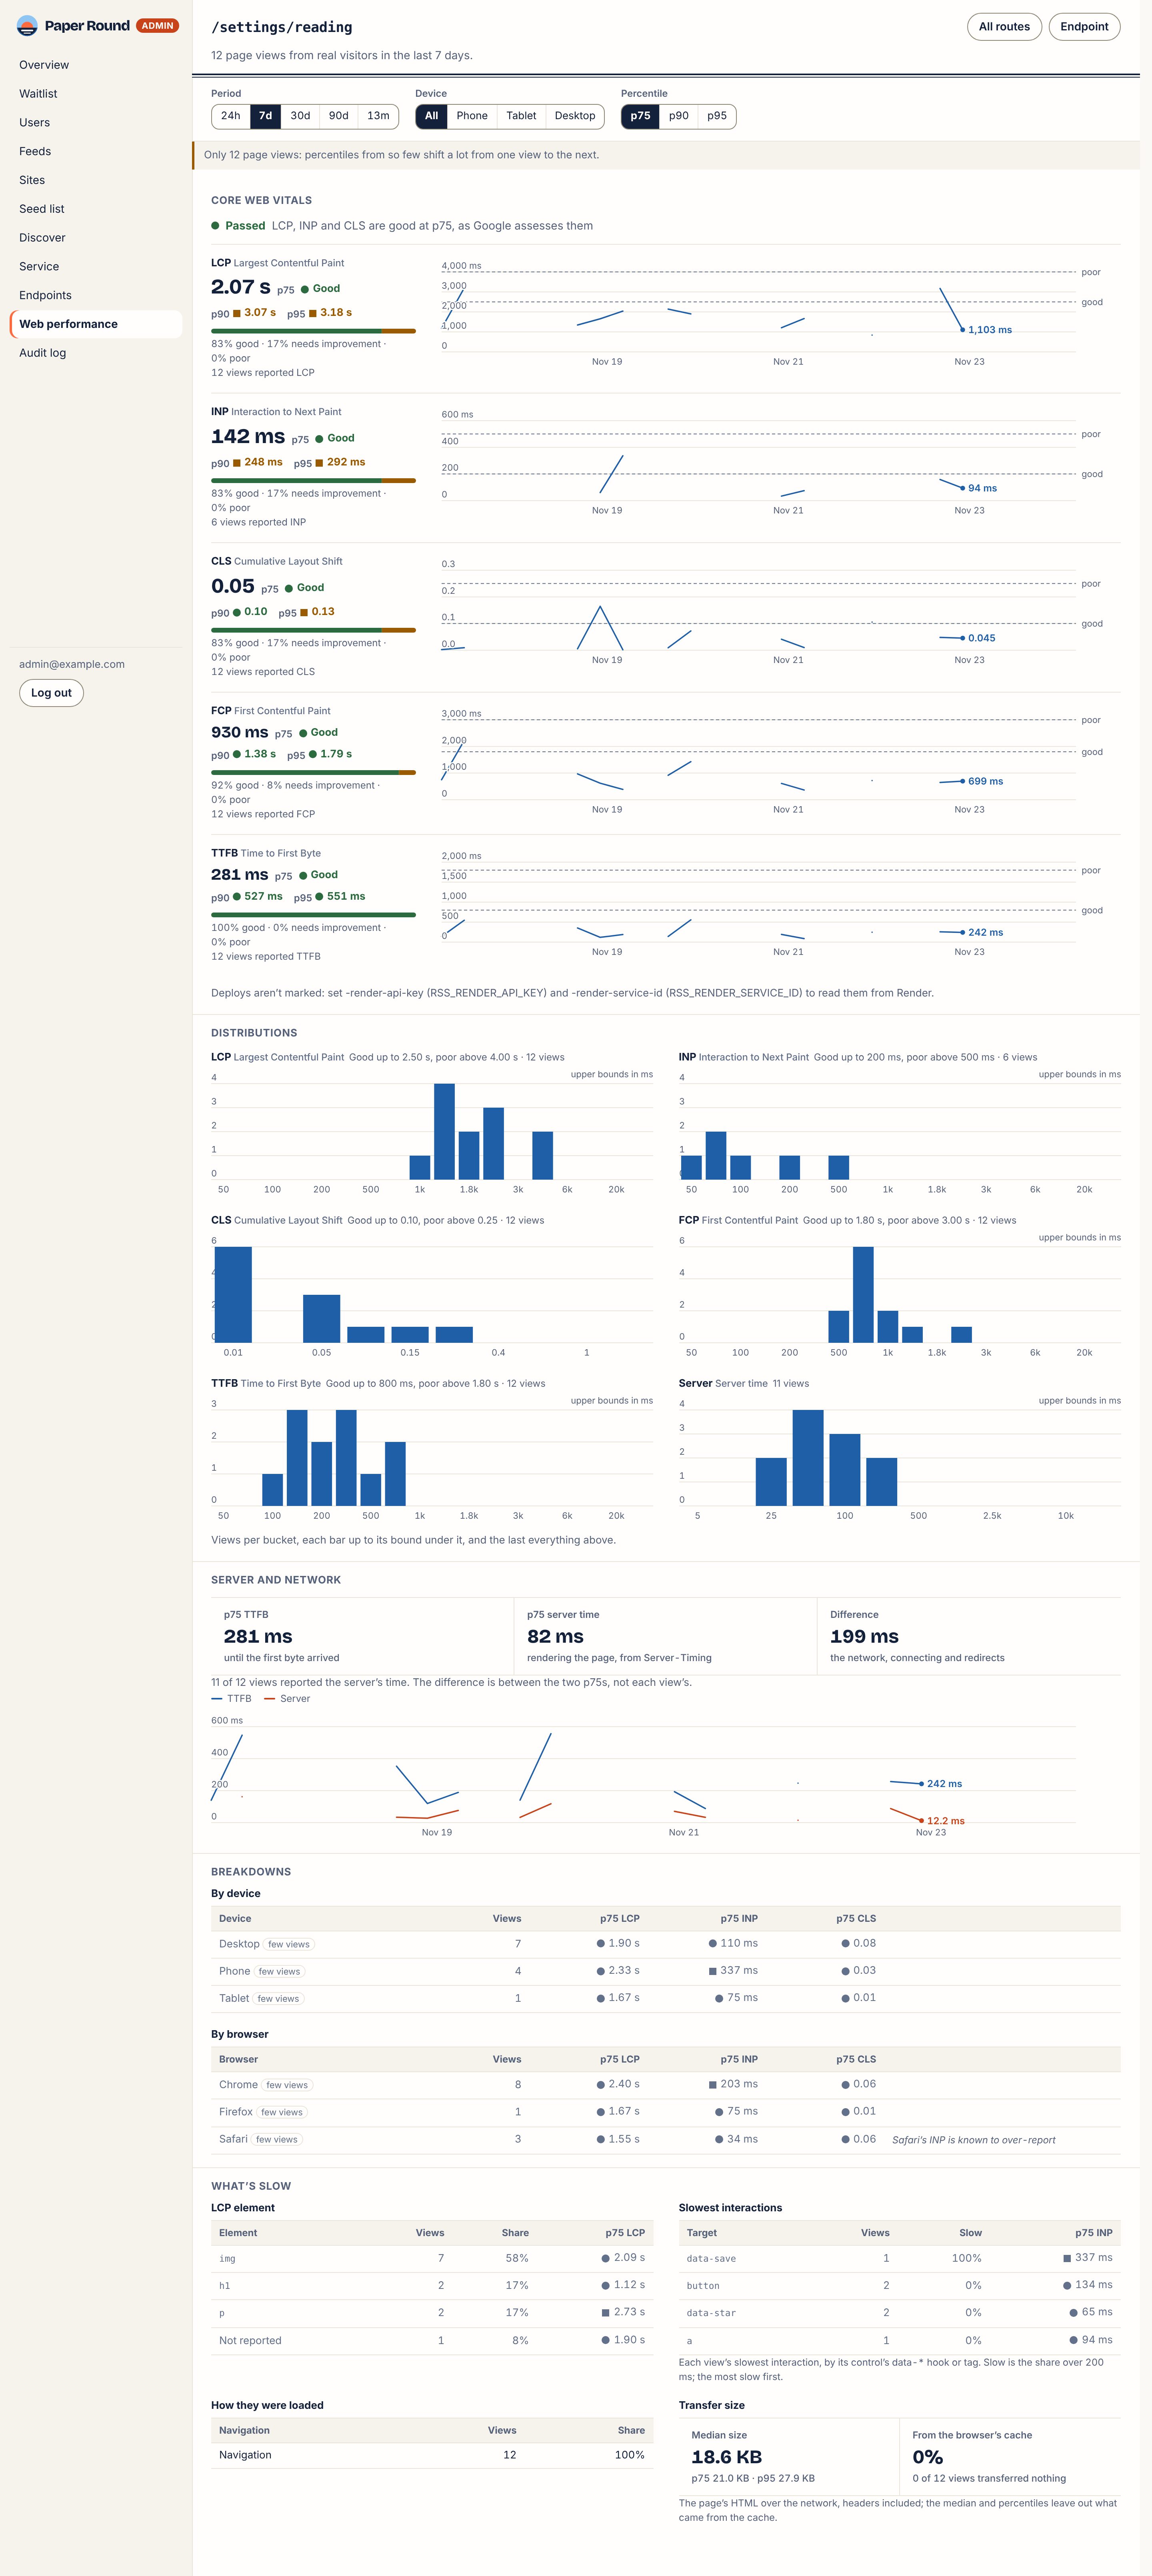 Paper Round ADMIN
Overview
Waitlist
Users
Feeds
Sites
Seed list
Discover
Service
Endpoints
Web performance
Audit log
admin@example.com
Log out
/settings/reading
All routes
Endpoint
12 page views from real visitors in the last 7 days.
Period
24h 7d 30d 90d 13m
Device
All Phone Tablet Desktop
Percentile
p75 p90 p95
Only 12 page views: percentiles from so few shift a lot from one view to the next.
CORE WEB VITALS
Passed LCP, INP and CLS are good at p75, as Google assesses them
LCP Largest Contentful Paint
2.07 s p75 Good
p90 3.07 s p95 3.18 s
83% good · 17% needs improvement ·
0% poor
12 views reported LCP
4,000 ms
3,000
2,000
1,000
0
poor
good
1,103 ms
Nov 19 Nov 21 Nov 23
INP Interaction to Next Paint
142 ms p75 Good
p90 248 ms p95 292 ms
83% good · 17% needs improvement ·
0% poor
6 views reported INP
600 ms
400
200
0
poor
good
94 ms
Nov 19 Nov 21 Nov 23
CLS Cumulative Layout Shift
0.05 p75 Good
p90 0.10 p95 0.13
83% good · 17% needs improvement ·
0% poor
12 views reported CLS
0.3
0.2
0.1
0.0
poor
good
0.045
Nov 19 Nov 21 Nov 23
FCP First Contentful Paint
930 ms p75 Good
p90 1.38 s p95 1.79 s
92% good · 8% needs improvement ·
0% poor
12 views reported FCP
3,000 ms
2,000
1,000
0
poor
good
699 ms
Nov 19 Nov 21 Nov 23
TTFB Time to First Byte
281 ms p75 Good
p90 527 ms p95 551 ms
100% good · 0% needs improvement ·
0% poor
12 views reported TTFB
2,000 ms
1,500
1,000
500
0
poor
good
242 ms
Nov 19 Nov 21 Nov 23
Deploys aren’t marked: set -render-api-key (RSS_RENDER_API_KEY) and -render-service-id (RSS_RENDER_SERVICE_ID) to read them from Render.
DISTRIBUTIONS
LCP Largest Contentful Paint Good up to 2.50 s, poor above 4.00 s · 12 views
upper bounds in ms
4
3
2
1
0
50 100 200 500 1k 1.8k 3k 6k 20k
INP Interaction to Next Paint Good up to 200 ms, poor above 500 ms · 6 views
upper bounds in ms
4
3
2
1
0
50 100 200 500 1k 1.8k 3k 6k 20k
CLS Cumulative Layout Shift Good up to 0.10, poor above 0.25 · 12 views
6
4
2
0
0.01 0.05 0.15 0.4 1
FCP First Contentful Paint Good up to 1.80 s, poor above 3.00 s · 12 views
upper bounds in ms
6
4
2
0
50 100 200 500 1k 1.8k 3k 6k 20k
TTFB Time to First Byte Good up to 800 ms, poor above 1.80 s · 12 views
upper bounds in ms
3
2
1
0
50 100 200 500 1k 1.8k 3k 6k 20k
Server Server time 11 views
upper bounds in ms
4
3
2
1
0
5 25 100 500 2.5k 10k
Views per bucket, each bar up to its bound under it, and the last everything above.
SERVER AND NETWORK
p75 TTFB
281 ms
until the first byte arrived
p75 server time
82 ms
rendering the page, from Server-Timing
Difference
199 ms
the network, connecting and redirects
11 of 12 views reported the server’s time. The difference is between the two p75s, not each view’s.
TTFB Server
600 ms
400
200
0
242 ms
12.2 ms
Nov 19 Nov 21 Nov 23
BREAKDOWNS
By device
Device Views p75 LCP p75 INP p75 CLS
Desktop few views 7 1.90 s 110 ms 0.08
Phone few views 4 2.33 s 337 ms 0.03
Tablet few views 1 1.67 s 75 ms 0.01
By browser
Browser Views p75 LCP p75 INP p75 CLS
Chrome few views 8 2.40 s 203 ms 0.06
Firefox few views 1 1.67 s 75 ms 0.01
Safari few views 3 1.55 s 34 ms 0.06 Safari’s INP is known to over-report
WHAT’S SLOW
LCP element
Element Views Share p75 LCP
img 7 58% 2.09 s
h1 2 17% 1.12 s
p 2 17% 2.73 s
Not reported 1 8% 1.90 s
Slowest interactions
Target Views Slow p75 INP
data-save 1 100% 337 ms
button 2 0% 134 ms
data-star 2 0% 65 ms
a 1 0% 94 ms
Each view’s slowest interaction, by its control’s data-* hook or tag. Slow is the share over 200
ms; the most slow first.
How they were loaded
Navigation Views Share
Navigation 12 100%
Transfer size
Median size
18.6 KB
p75 21.0 KB · p95 27.9 KB
From the browser’s cache
0%
0 of 12 views transferred nothing
The page’s HTML over the network, headers included; the median and percentiles leave out what
came from the cache.